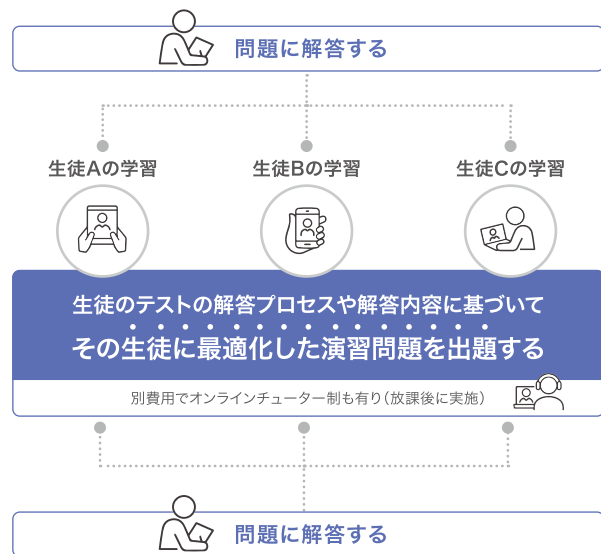 問題に解答する
生徒Aの学習
生徒Bの学習
生徒Cの学習
生徒のテストの解答プロセスや解答内容に基づいて
その生徒に最適化した演習問題を出題する
別費用でオンラインチューター制も有り(放課後に実施)
問題に解答する